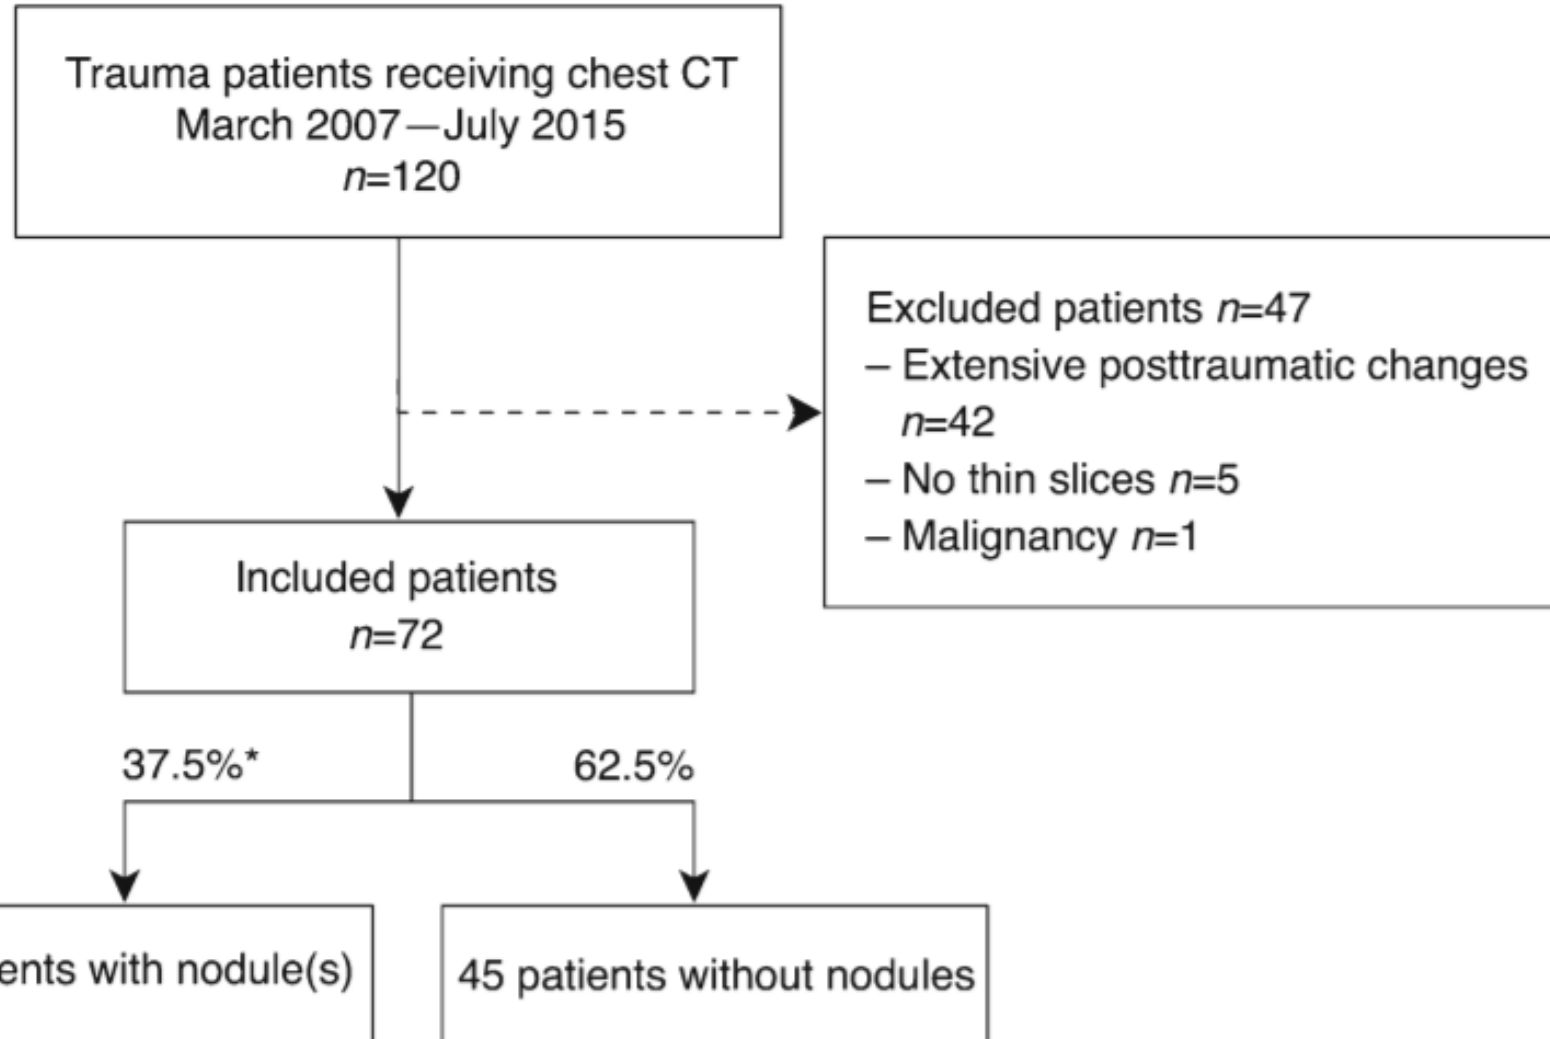 Trauma patients receiving chest CT
March 2007—July 2015
n=120
Excluded patients n=47
– Extensive posttraumatic changes
n=42
– No thin slices n=5
– Malignancy n=1
Included patients
n=72
37.5%*
62.5%
with nodule(s)
45 patients without nodules